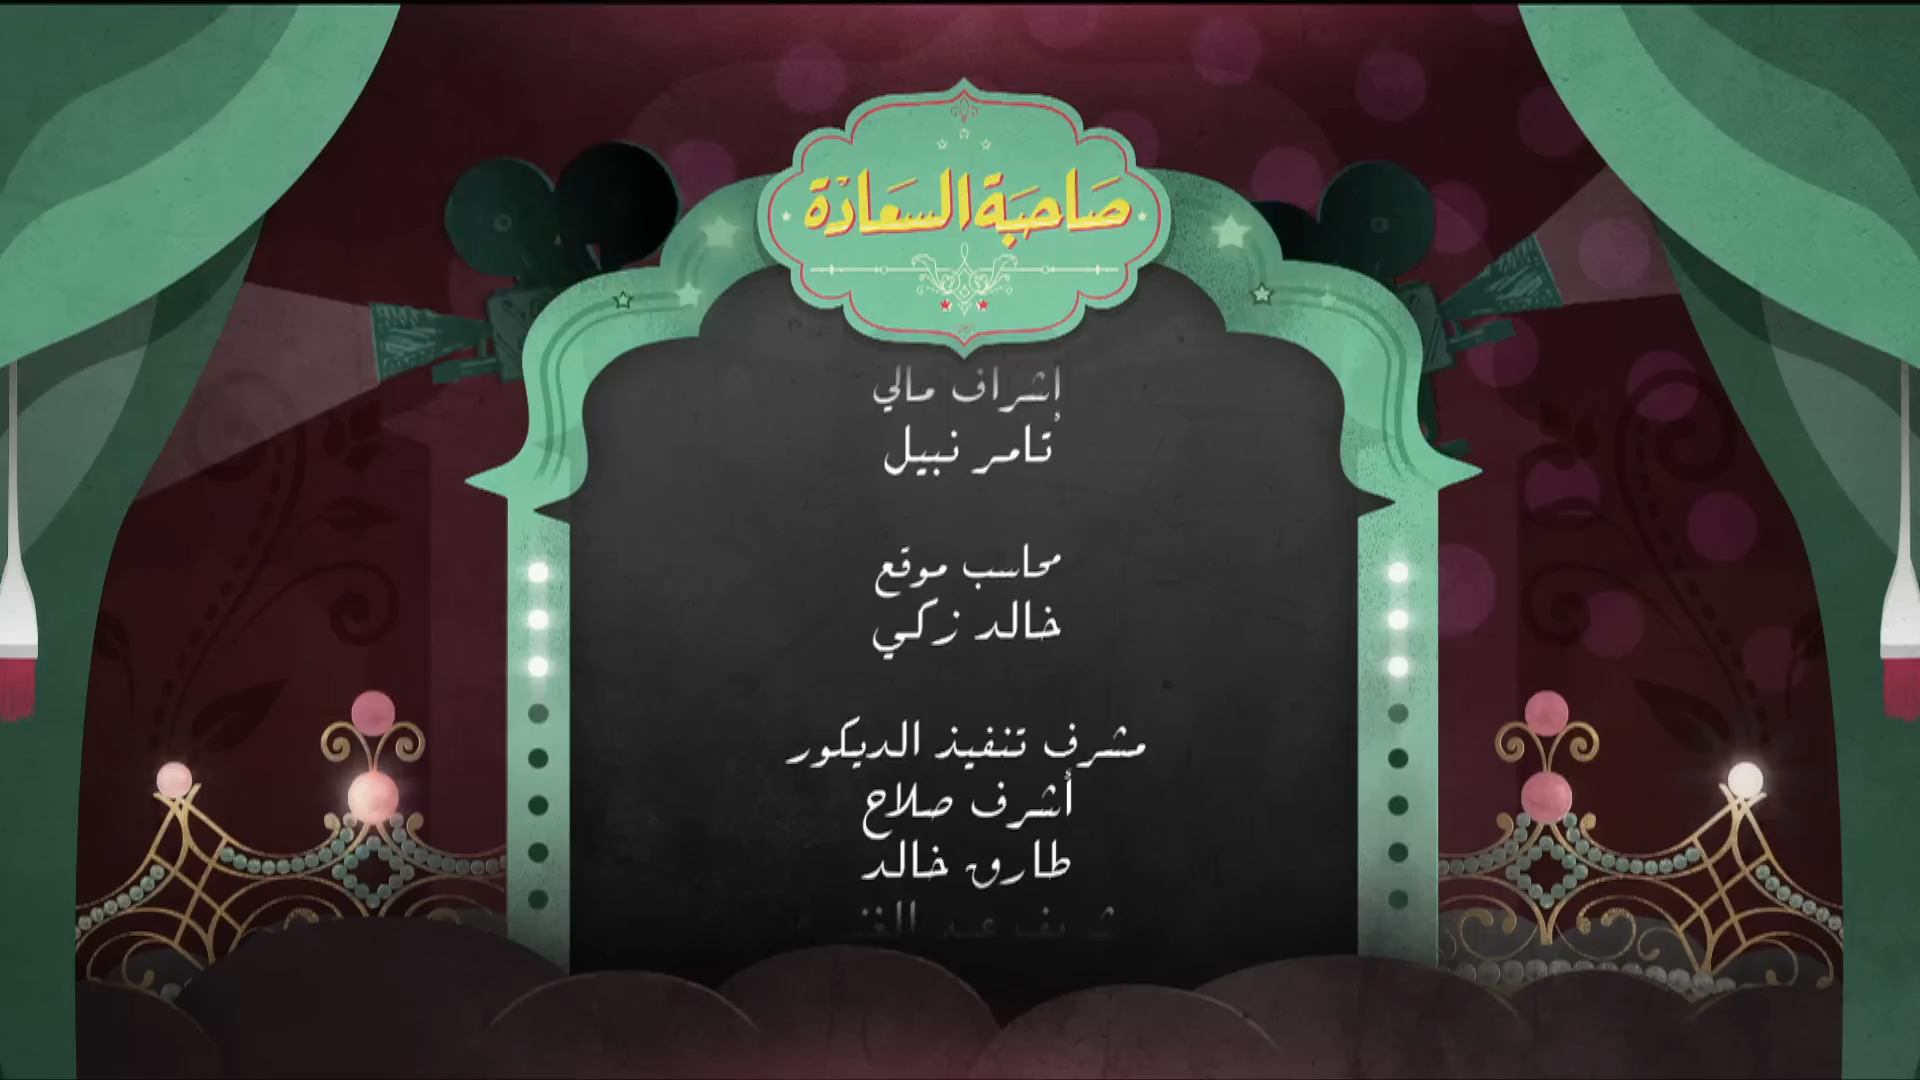 صاحبة السعادة
إشراف مالي
تامر نبيل
محاسب موقع
خالد زكي
مشرف تنفيذ الديكور
أشرف صلاح
طارق خالد